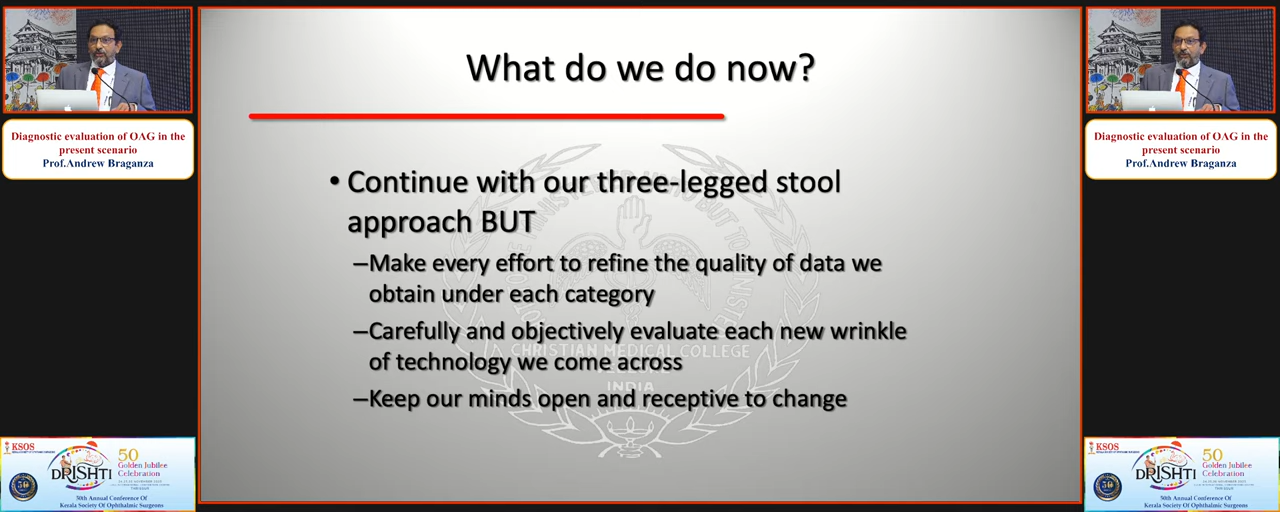 Diagnostic evaluation of OAG in the
present scenario
Prof.Andrew Braganza
KSOS
DRISHTI
50
Golden Jubilee
Celebration
50th Annual Conference Of
Kerala Society Of Ophthalmic Surgeons
What do we do now?
• Continue with our three-legged stool
approach BUT
–Make every effort to refine the quality of data we
obtain under each category
–Carefully and objectively evaluate each new wrinkle
of technology we come across
–Keep our minds open and receptive to change
CHRISTIAN MEDICAL COLLEGE
INDIA
Diagnostic evaluation of OAG in the
present scenario
Prof.Andrew Braganza
KSOS
DRISHTI
50
Golden Jubilee
Celebration
50th Annual Conference Of
Kerala Society Of Ophthalmic Surgeons